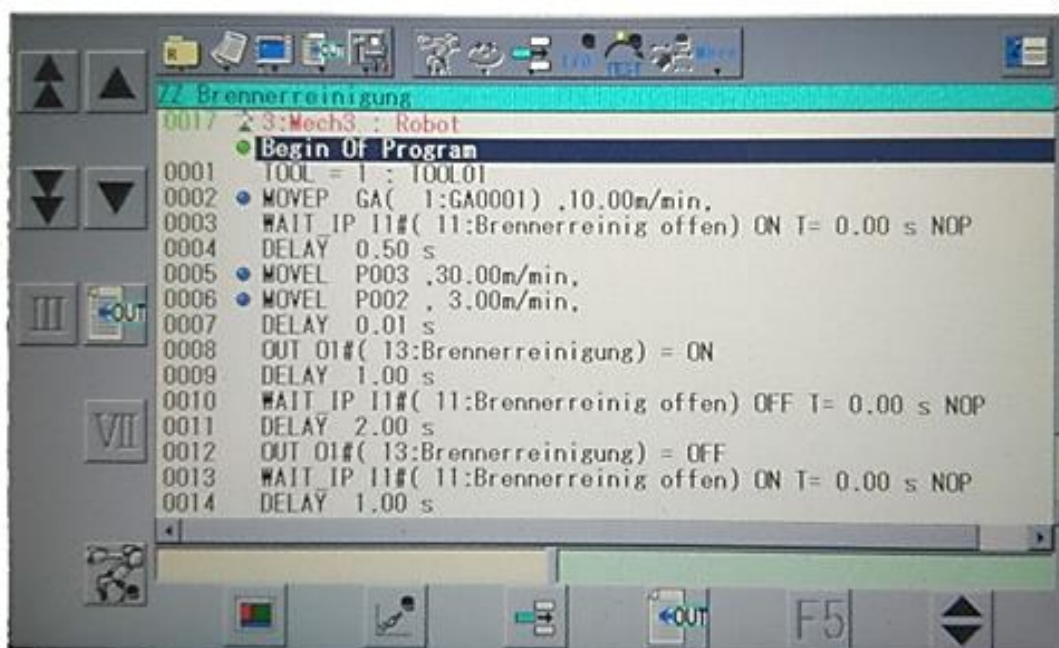 R OUT I/O TEST More
ZZ Brennerreinigung
0017 3:Mech3 : Robot
Begin Of Program
0001 TOOL = 1 : TOOL01
0002 MOVEP GA( 1:GA0001) ,10.00m/min,
0003 WAIT_IP I1#( 11:Brennerreinig offen) ON T= 0.00 s NOP
0004 DELAY 0.50 s
0005 MOVEL P003 ,30.00m/min,
0006 MOVEL P002 , 3.00m/min,
0007 DELAY 0.01 s
0008 OUT O1#( 13:Brennerreinigung) = ON
0009 DELAY 1.00 s
0010 WAIT_IP I1#( 11:Brennerreinig offen) OFF T= 0.00 s NOP
0011 DELAY 2.00 s
0012 OUT O1#( 13:Brennerreinigung) = OFF
0013 WAIT_IP I1#( 11:Brennerreinig offen) ON T= 0.00 s NOP
0014 DELAY 1.00 s
III OUT
VII
OUT F5